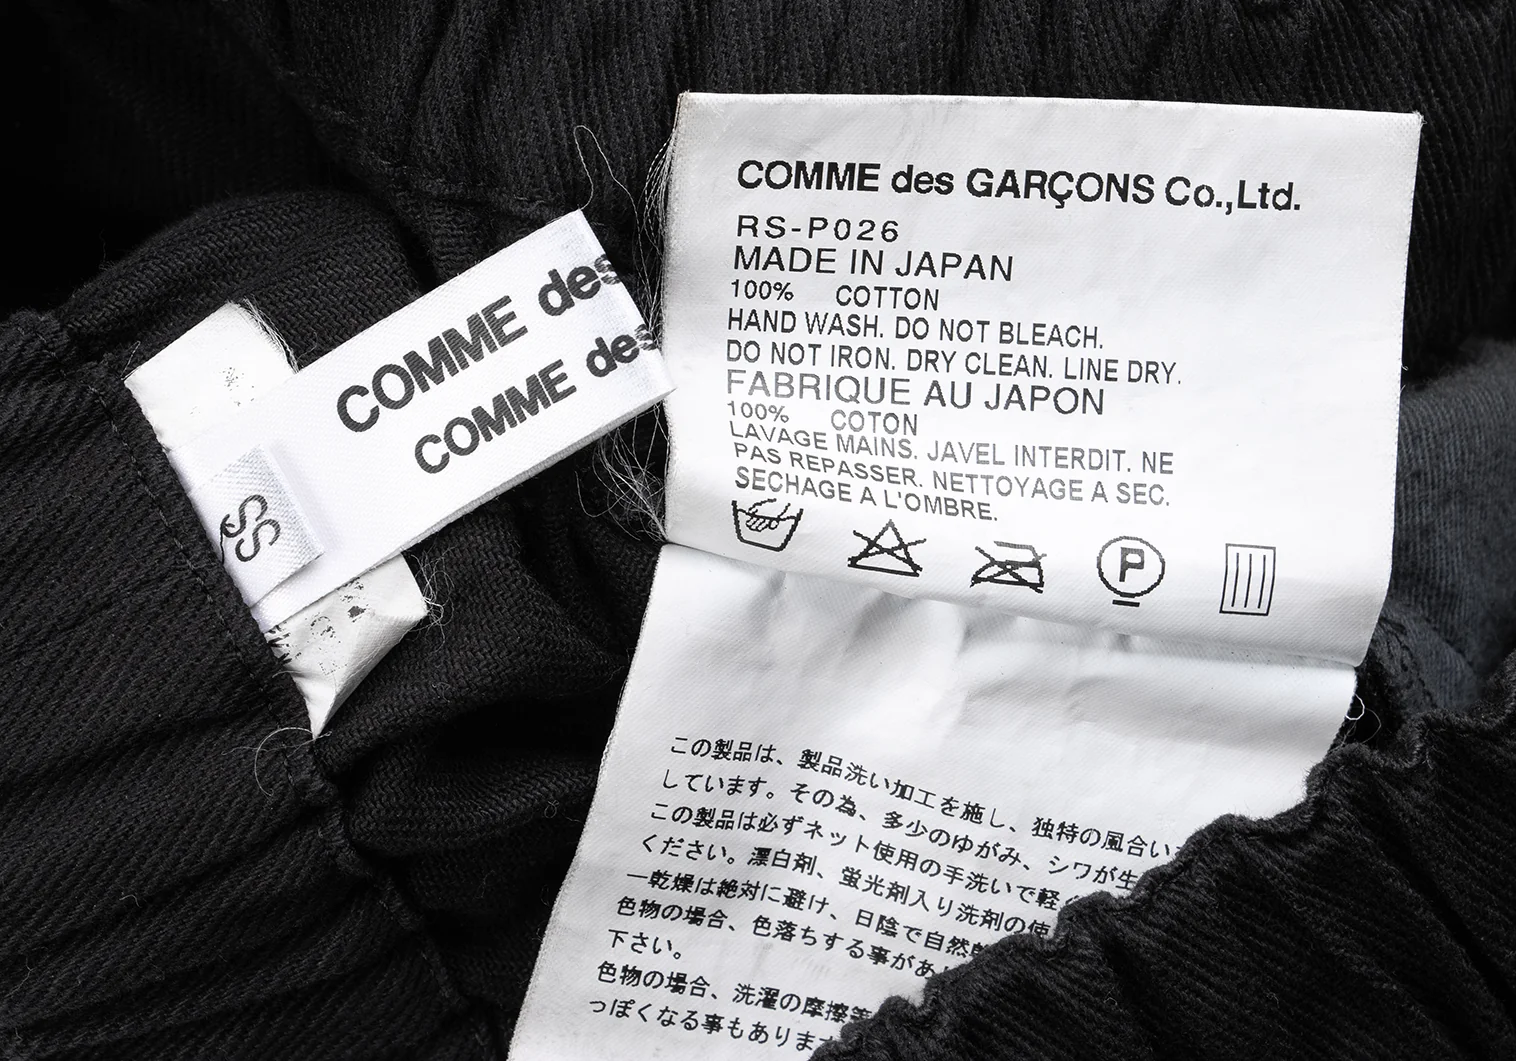 COMME des
COMME des
SS
COMME des GARÇONS Co.,Ltd.
RS-P026
MADE IN JAPAN
100% COTTON
HAND WASH. DO NOT BLEACH.
DO NOT IRON. DRY CLEAN. LINE DRY.
FABRIQUE AU JAPON
100% COTON
LAVAGE MAINS. JAVEL INTERDIT. NE
PAS REPASSER. NETTOYAGE A SEC.
SECHAGE A L'OMBRE.
P
この製品は、製品洗い加工を施し、独特の風合い
しています。その為、多少のゆがみ、シワが生
この製品は必ずネット使用の手洗いで軽く
ください。漂白剤、蛍光剤入り洗剤の使
ー乾燥は絶対に避け、日陰で自然
色物の場合、色落ちする事があ
下さい。
色物の場合、洗濯の摩擦等
っぽくなる事もありま